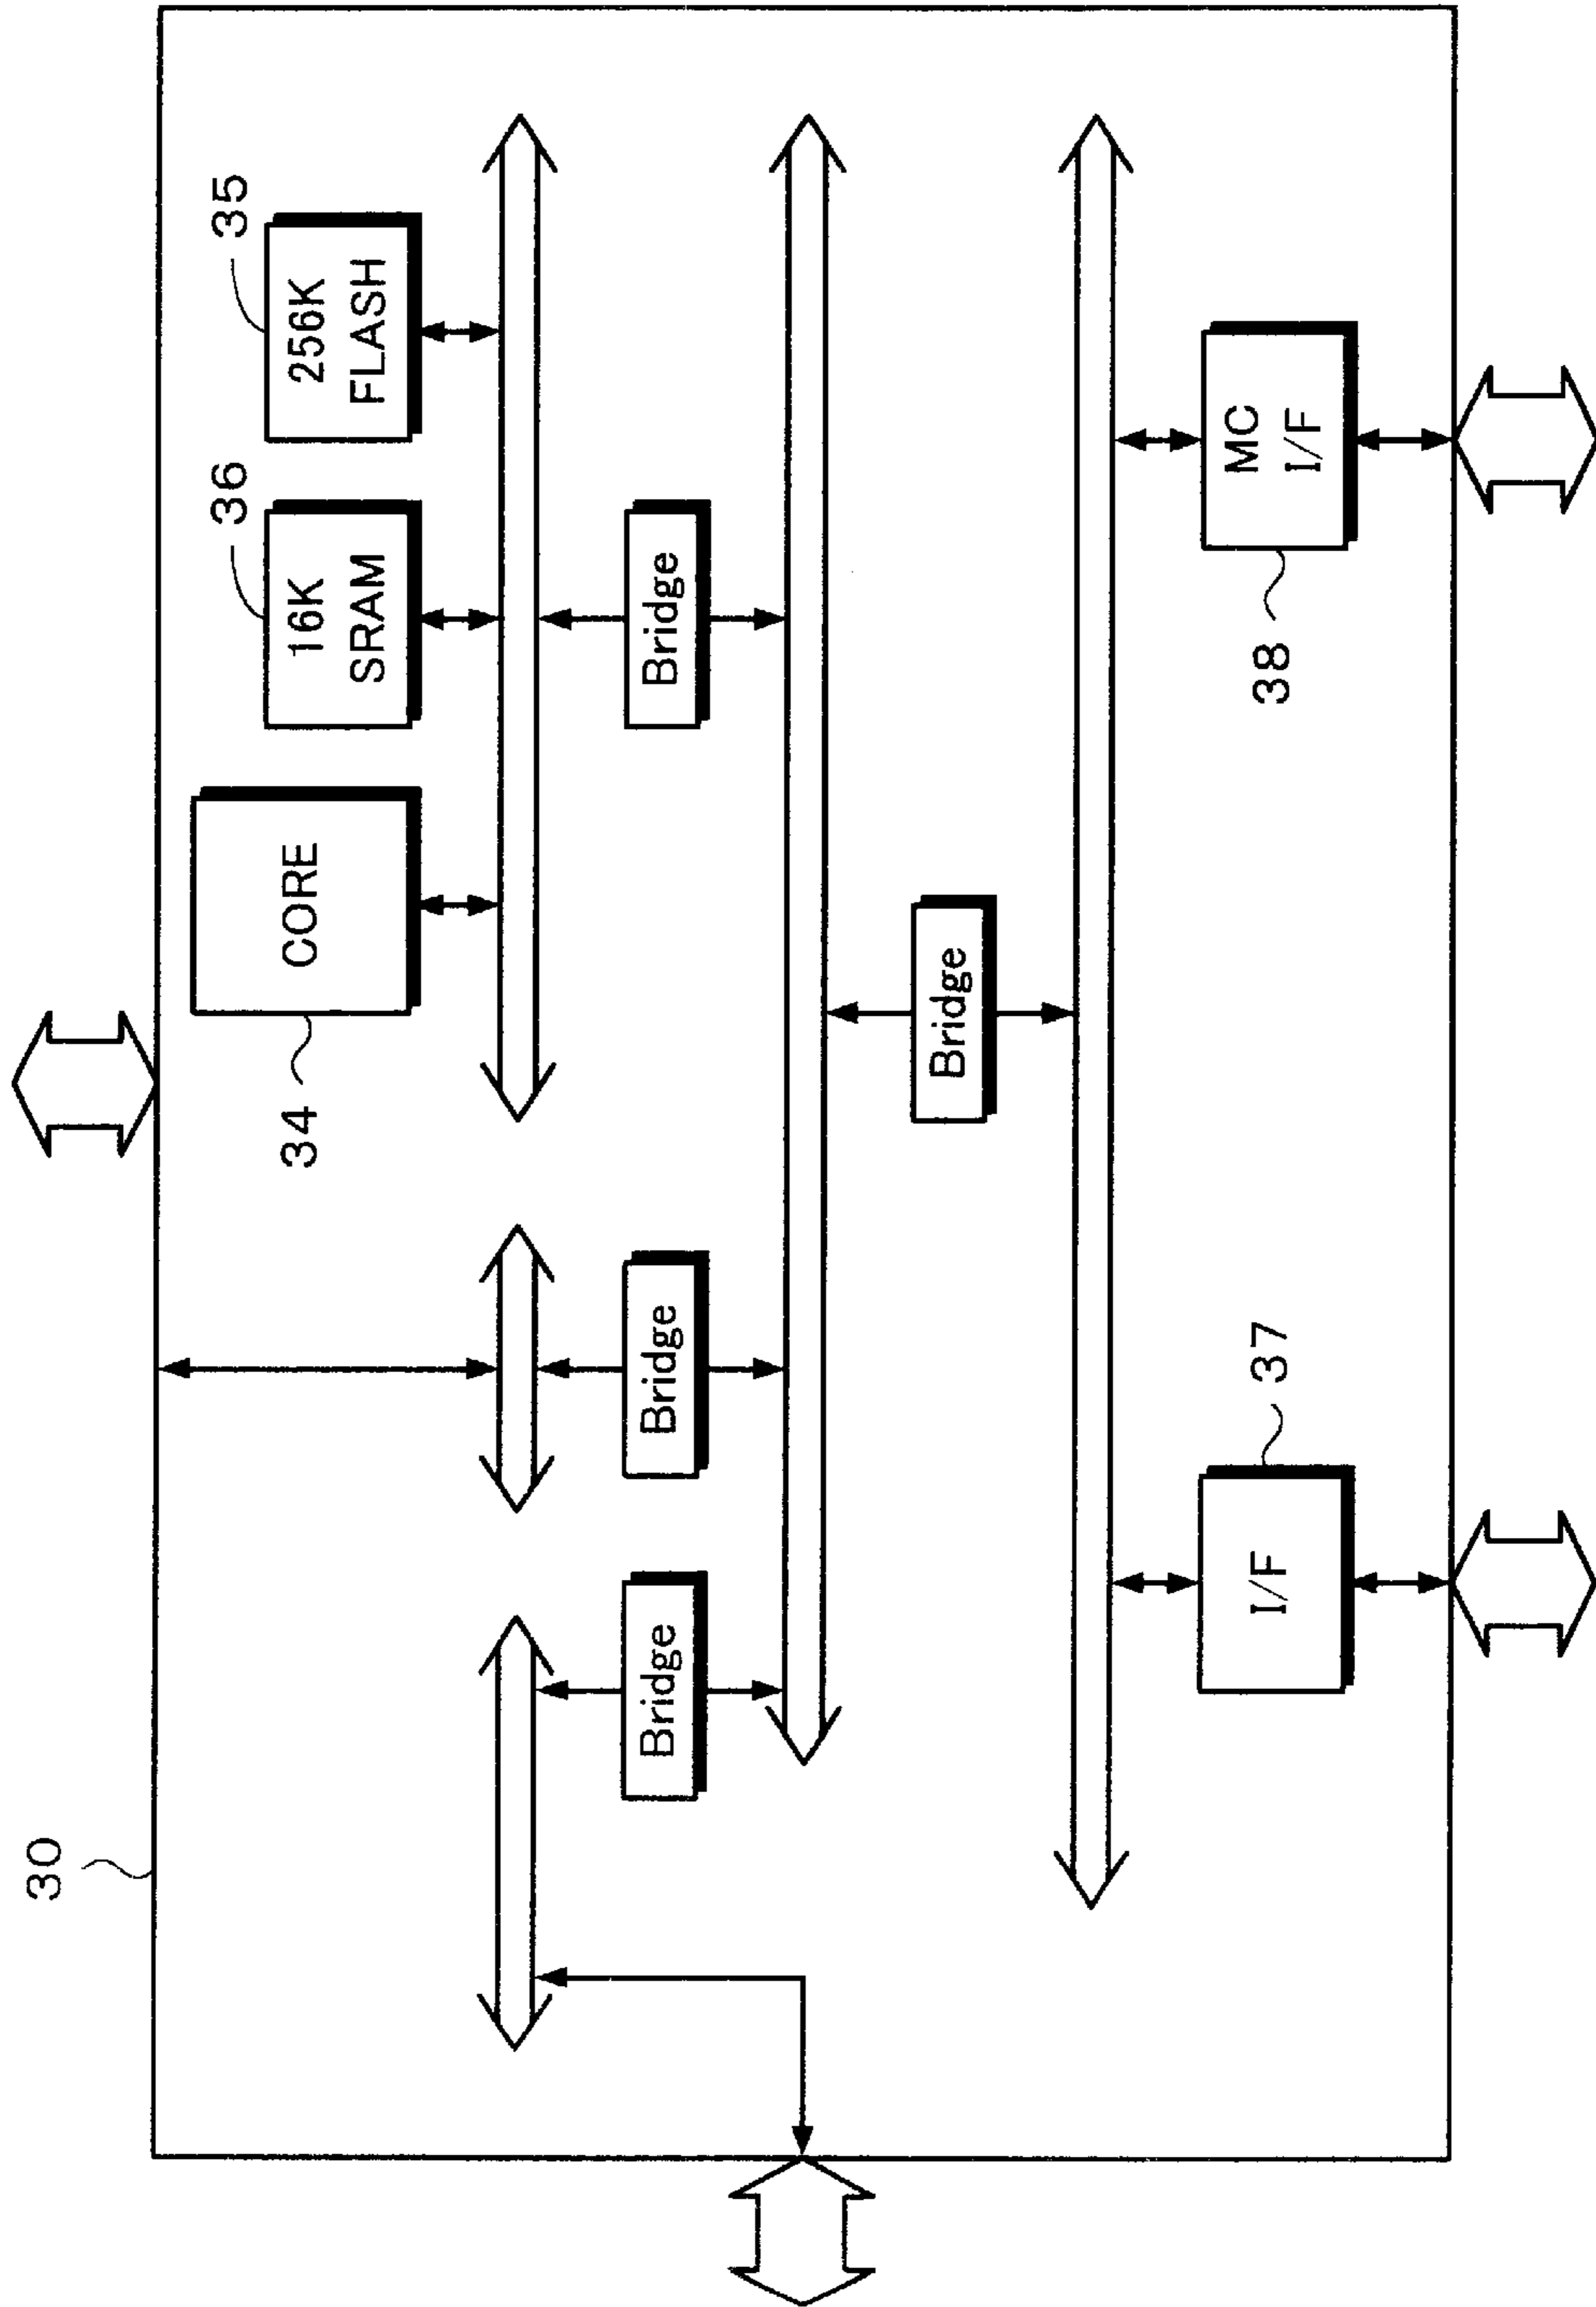 30
36
35
34
CORE
16K
SRAM
256K
FLASH
Bridge
Bridge
Bridge
Bridge
I/F
37
38
MC
I/F